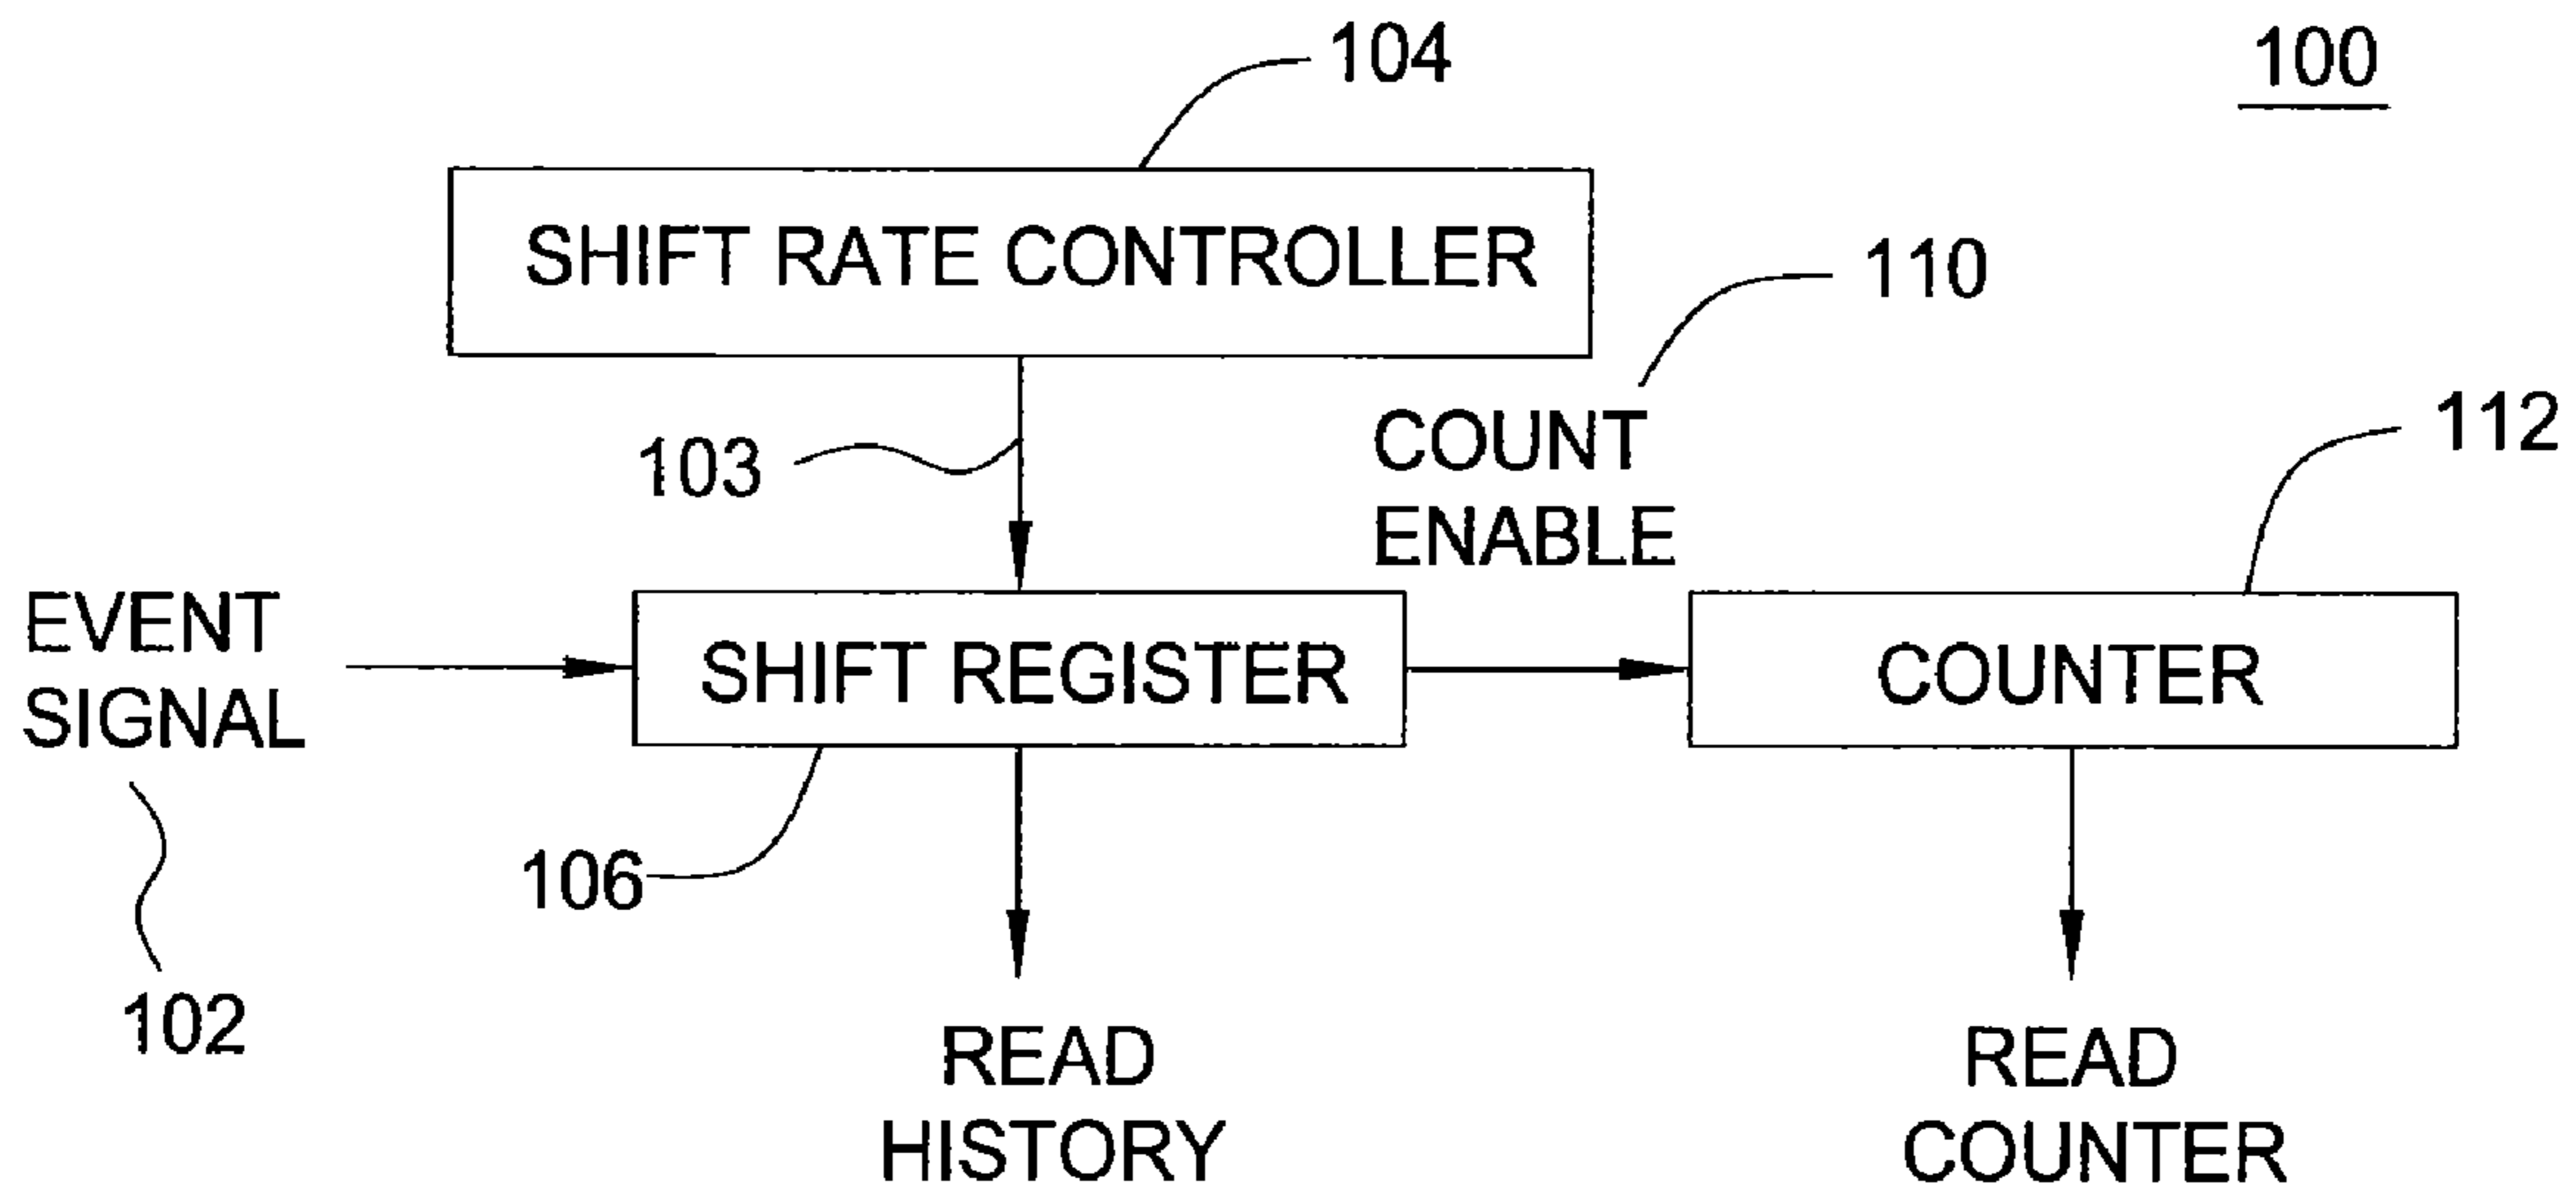 104
100
SHIFT RATE CONTROLLER
110
COUNT
ENABLE
103
112
EVENT
SIGNAL
SHIFT REGISTER
COUNTER
106
102
READ
HISTORY
READ
COUNTER